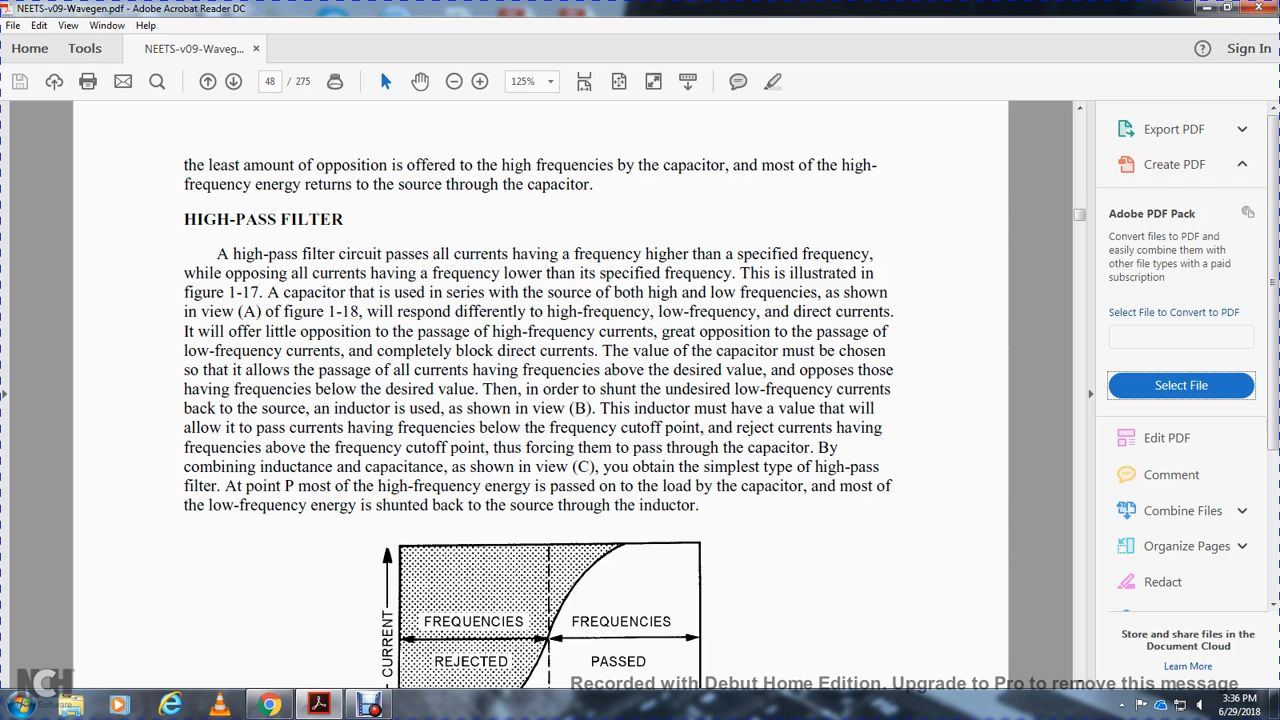 NEETS-v09-Wavegen.pdf - Adobe Acrobat Reader DC
File Edit View Window Help
Home Tools NEETS-v09-Waveg... × Sign In
48 / 275 125%
the least amount of opposition is offered to the high frequencies by the capacitor, and most of the high-
frequency energy returns to the source through the capacitor.
HIGH-PASS FILTER
A high-pass filter circuit passes all currents having a frequency higher than a specified frequency,
while opposing all currents having a frequency lower than its specified frequency. This is illustrated in
figure 1-17. A capacitor that is used in series with the source of both high and low frequencies, as shown
in view (A) of figure 1-18, will respond differently to high-frequency, low-frequency, and direct currents.
It will offer little opposition to the passage of high-frequency currents, great opposition to the passage of
low-frequency currents, and completely block direct currents. The value of the capacitor must be chosen
so that it allows the passage of all currents having frequencies above the desired value, and opposes those
having frequencies below the desired value. Then, in order to shunt the undesired low-frequency currents
back to the source, an inductor is used, as shown in view (B). This inductor must have a value that will
allow it to pass currents having frequencies below the frequency cutoff point, and reject currents having
frequencies above the frequency cutoff point, thus forcing them to pass through the capacitor. By
combining inductance and capacitance, as shown in view (C), you obtain the simplest type of high-pass
filter. At point P most of the high-frequency energy is passed on to the load by the capacitor, and most of
the low-frequency energy is shunted back to the source through the inductor.
CURRENT
FREQUENCIES FREQUENCIES
REJECTED PASSED
Export PDF
Create PDF
Adobe PDF Pack
Convert files to PDF and
easily combine them with
other file types with a paid
subscription
Select File to Convert to PDF
Select File
Edit PDF
Comment
Combine Files
Organize Pages
Redact
Store and share files in the
Document Cloud
Learn More
NCH
Software
Recorded with Debut Home Edition. Upgrade to Pro to remove this message
3:36 PM
6/29/2018